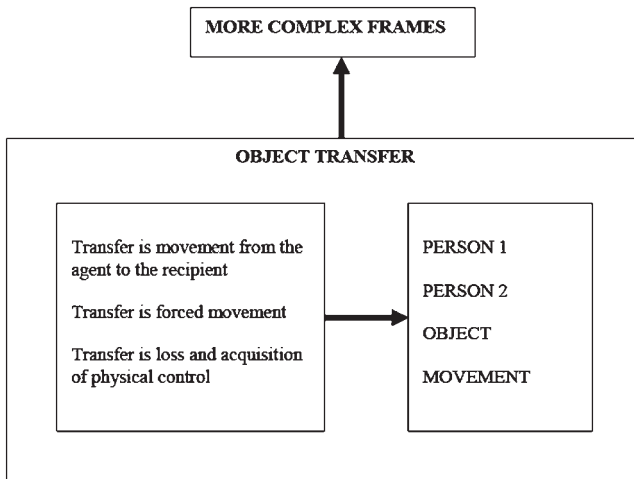 MORE COMPLEX FRAMES
OBJECT TRANSFER
Transfer is movement from the
agent to the recipient
Transfer is forced movement
Transfer is loss and acquisition
of physical control
PERSON 1
PERSON 2
OBJECT
MOVEMENT